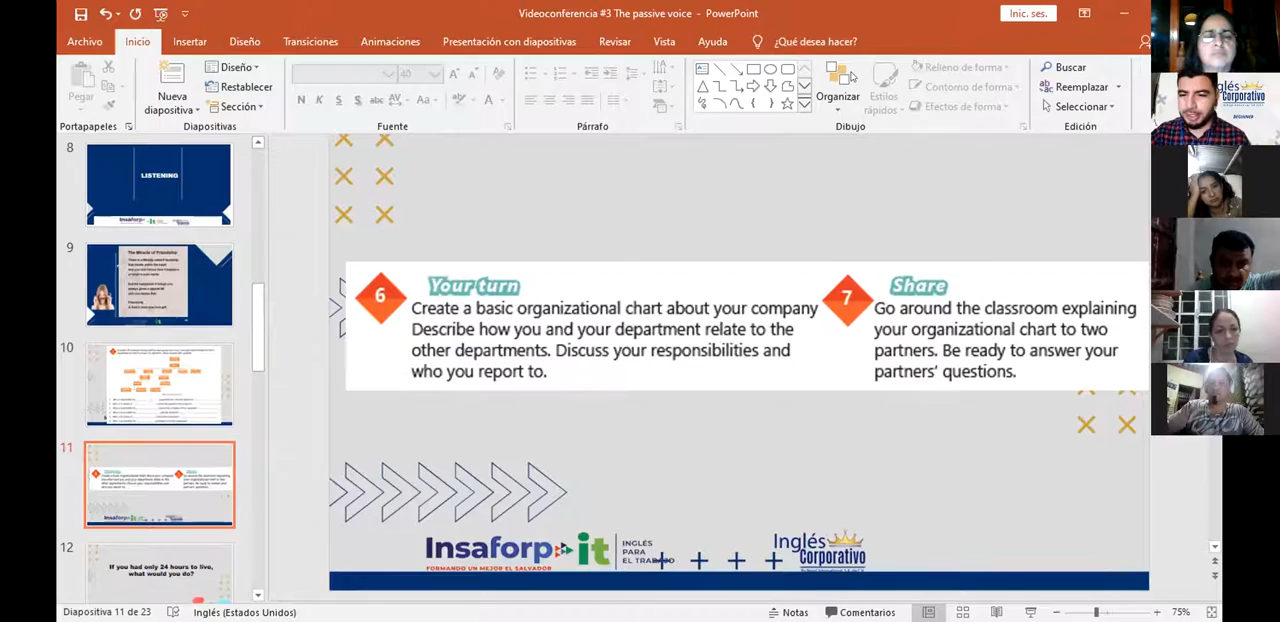 Videoconferencia #3 The passive voice - PowerPoint
Inic. ses.
Archivo Inicio Insertar Diseño Transiciones Animaciones Presentación con diapositivas Revisar Vista Ayuda ¿Qué desea hacer?
Pegar
Nueva diapositiva
Diseño
Restablecer
Sección
40
N K S S abc AV Aa A
Organizar
Estilos rápidos
Relleno de forma
Contorno de forma
Efectos de forma
Buscar
Reemplazar
Seleccionar
Portapapeles Diapositivas Fuente Párrafo Dibujo Edición
8
LISTENING
9
The Miracle of Friendship
10
11
12
If you had only 24 hours to live,
what would you do?
6 Your turn
Create a basic organizational chart about your company
Describe how you and your department relate to the
other departments. Discuss your responsibilities and
who you report to.
7 Share
Go around the classroom explaining
your organizational chart to two
partners. Be ready to answer your
partners' questions.
Insaforp it
FORMANDO UN MEJOR EL SALVADOR
INGLÉS
PARA
EL TRABAJO
Inglés
Corporativo
glés
Corporativo
BEGINNER
Diapositiva 11 de 23 Inglés (Estados Unidos) Notas Comentarios 75%